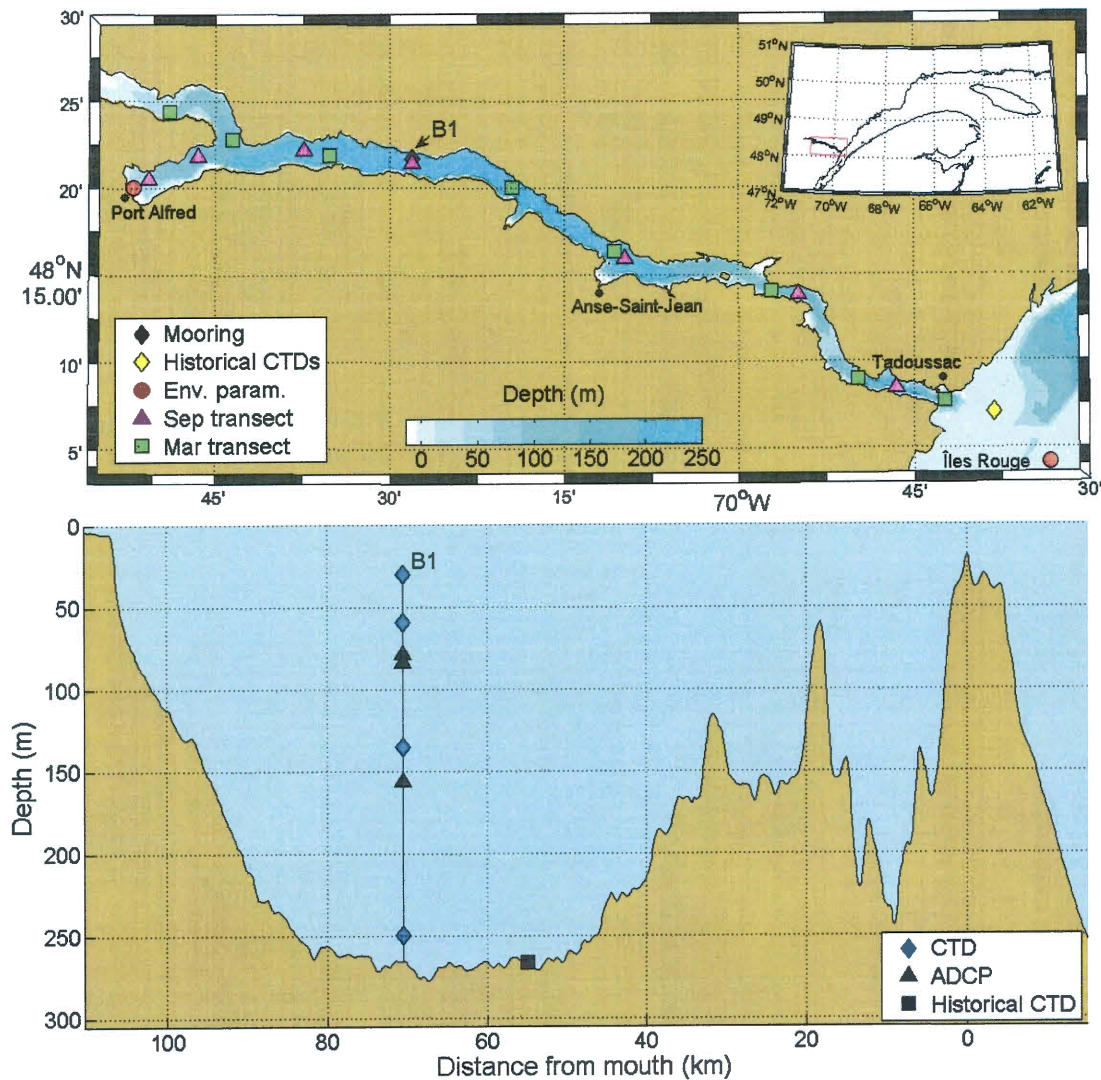 30'
25'
20'
48°N
15.00'
10'
5'
B1
Port Alfred
Anse-Saint-Jean
Tadoussac
Îles Rouge
51°N
50°N
49°N
48°N
47°N
72°W 70°W 68°W 66°W 64°W 62°W
Mooring
Historical CTDs
Env. param.
Sep transect
Mar transect
Depth (m)
0 50 100 150 200 250
45' 30' 15' 70°W 45' 30'
0
50
100
150
200
250
300
Depth (m)
B1
CTD
ADCP
Historical CTD
100 80 60 40 20 0
Distance from mouth (km)